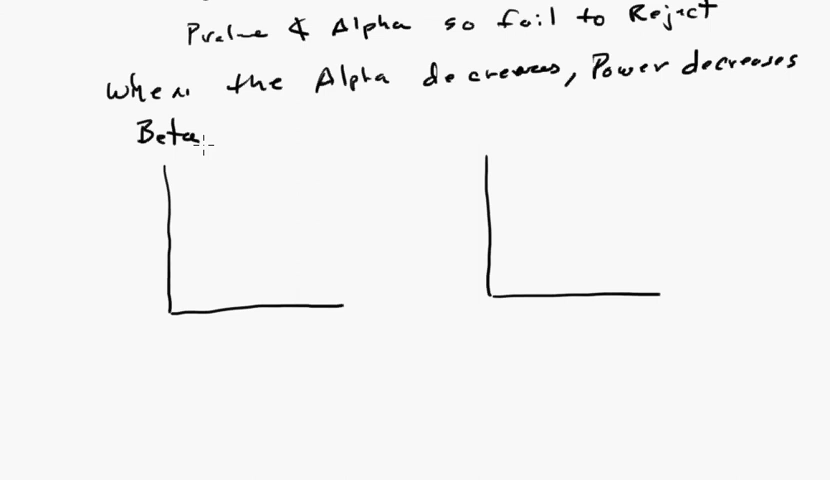 Pvalue & Alpha so fail to Reject
When the Alpha decreases, Power decreases
Beta